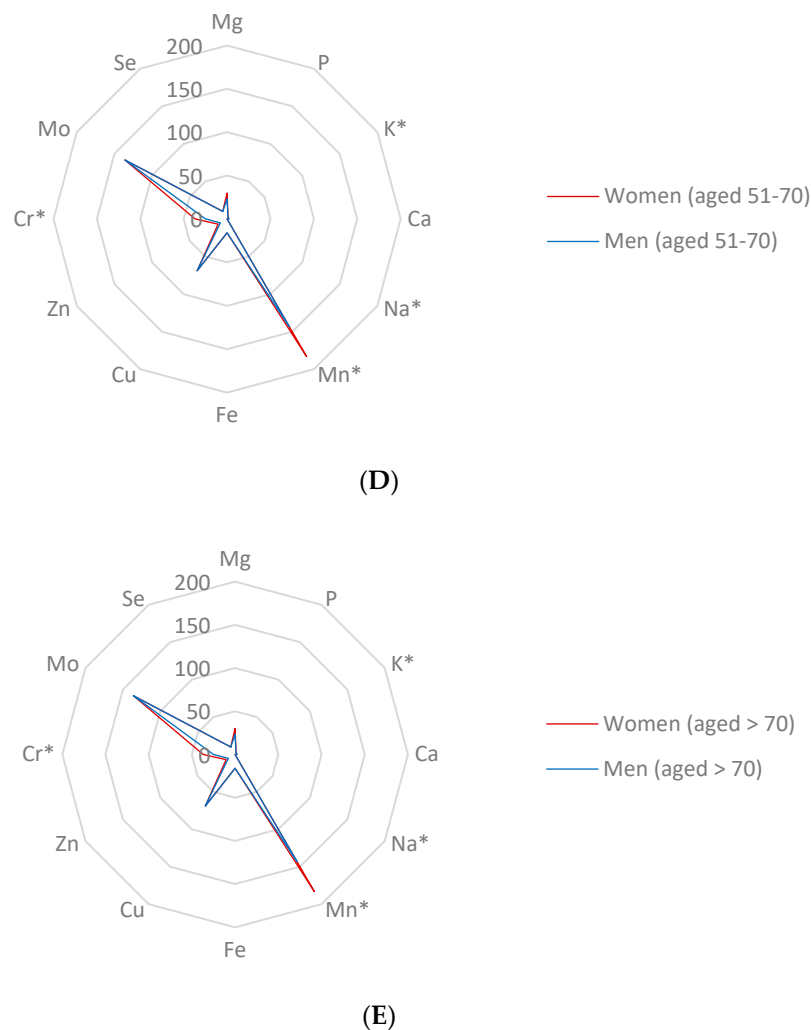 Mg
200
Se
P
150
Mo
K*
100
50
Cr*
0
Ca
Zn
Na*
Cu
Mn*
Fe
Women (aged 51-70)
Men (aged 51-70)
(D)
Mg
200
Se
P
150
Mo
K*
100
50
Cr*
0
Ca
Zn
Na*
Cu
Mn*
Fe
Women (aged > 70)
Men (aged > 70)
(E)